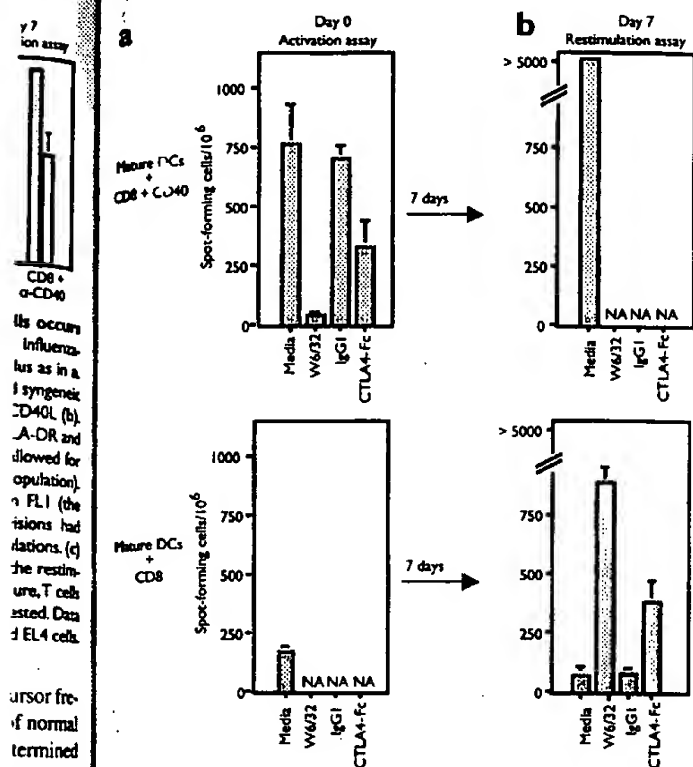 y 7
ion assay
CD8 +
α-CD40
lls occurs
Influenza-
lus as in a
l syngeneic
CD40L (b).
A-DR and
allowed for
opulation).
FL1 (the
isions had
lations. (c)
the restim-
ure, T cells
ested. Data
d EL4 cells.
ursor fre-
of normal
termined
a
Day 0
Activation assay
Mature DCs
+
CD8 + CD40
Spot-forming cells/10⁶
1000
750
500
250
0
Media
W6/32
IgG1
CTLA4-Fc
7 days
b
Day 7
Restimulation assay
> 5000
750
500
250
0
NA NA NA
Media
W6/32
IgG1
CTLA4-Fc
Mature DCs
+
CD8
Spot-forming cells/10⁶
1000
750
500
250
0
NA NA NA
Media
W6/32
IgG1
CTLA4-Fc
7 days
> 5000
750
500
250
0
Media
W6/32
IgG1
CTLA4-Fc